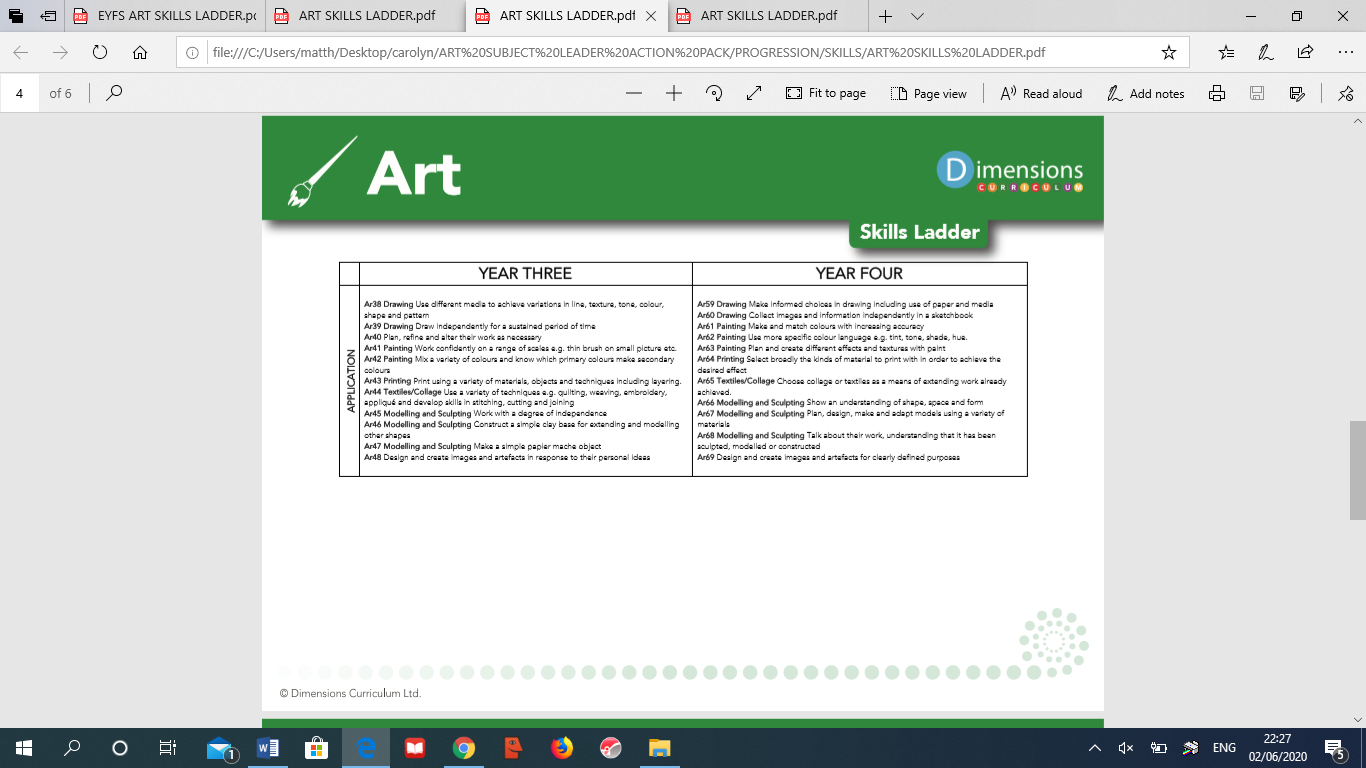 EYFS ART SKILLS LADDER.pc
ART SKILLS LADDER.pdf
ART SKILLS LADDER.pdf
ART SKILLS LADDER.pdf
file:///C:/Users/matth/Desktop/carolyn/ART%20SUBJECT%20LEADER%20ACTION%20PACK/PROGRESSION/SKILLS/ART%20SKILLS%20LADDER.pdf
4 of 6
Fit to page
Page view
Read aloud
Add notes
Art
Dimensions
CURRICULUM
Skills Ladder
YEAR THREE
YEAR FOUR
APPLICATION
Ar38 Drawing Use different media to achieve variations in line, texture, tone, colour,
shape and pattern
Ar39 Drawing Draw independently for a sustained period of time
Ar40 Plan, refine and alter their work as necessary
Ar41 Painting Work confidently on a range of scales e.g. thin brush on small picture etc.
Ar42 Painting Mix a variety of colours and know which primary colours make secondary
colours
Ar43 Printing Print using a variety of materials, objects and techniques including layering.
Ar44 Textiles/Collage Use a variety of techniques e.g. quilting, weaving, embroidery,
appliqué and develop skills in stitching, cutting and joining
Ar45 Modelling and Sculpting Work with a degree of independence
Ar46 Modelling and Sculpting Construct a simple clay base for extending and modelling
other shapes
Ar47 Modelling and Sculpting Make a simple papier mache object
Ar48 Design and create images and artefacts in response to their personal ideas
Ar59 Drawing Make informed choices in drawing including use of paper and media
Ar60 Drawing Collect images and information independently in a sketchbook
Ar61 Painting Make and match colours with increasing accuracy
Ar62 Painting Use more specific colour language e.g. tint, tone, shade, hue.
Ar63 Painting Plan and create different effects and textures with paint
Ar64 Printing Select broadly the kinds of material to print with in order to achieve the
desired effect
Ar65 Textiles/Collage Choose collage or textiles as a means of extending work already
achieved.
Ar66 Modelling and Sculpting Show an understanding of shape, space and form
Ar67 Modelling and Sculpting Plan, design, make and adapt models using a variety of
materials
Ar68 Modelling and Sculpting Talk about their work, understanding that it has been
sculpted, modelled or constructed
Ar69 Design and create images and artefacts for clearly defined purposes
© Dimensions Curriculum Ltd.
1
ENG
22:27
02/06/2020
5